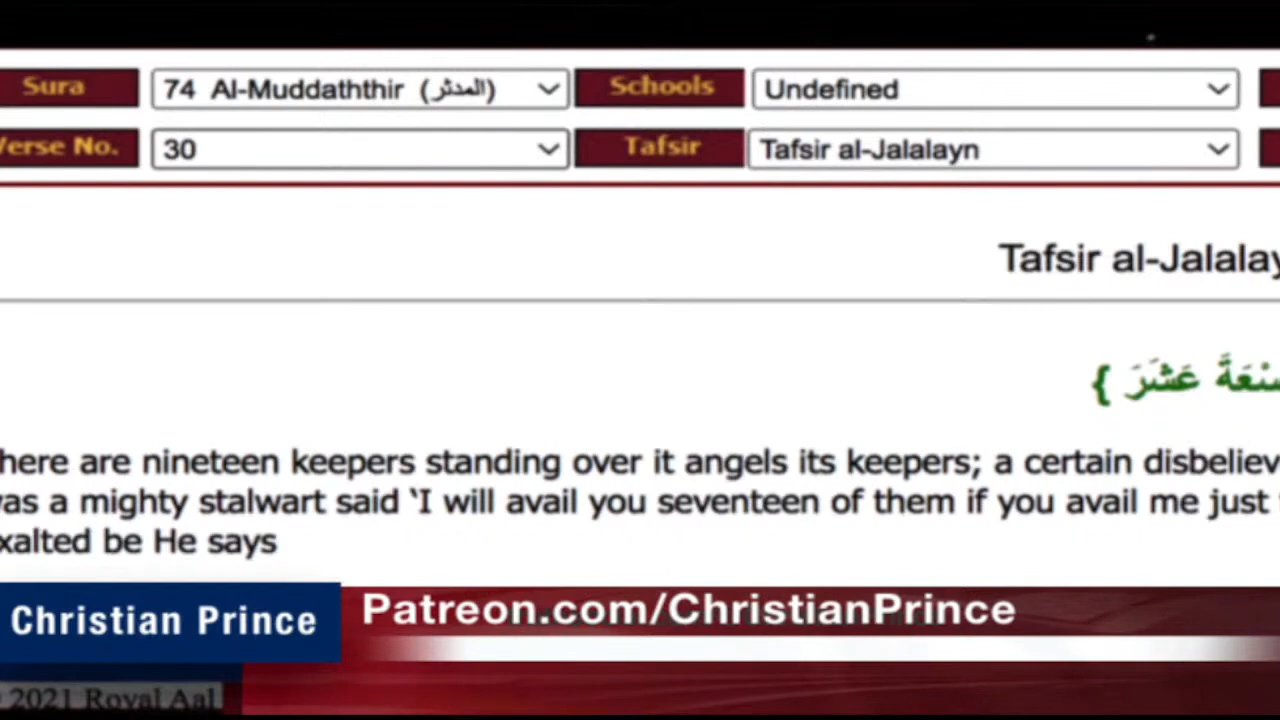 Sura 74 Al-Muddaththir (المدثر) Schools Undefined
Verse No. 30 Tafsir Tafsir al-Jalalayn
Tafsir al-Jalalay
عَشَرَ }
here are nineteen keepers standing over it angels its keepers; a certain disbeliev
was a mighty stalwart said ‘I will avail you seventeen of them if you avail me just
xalted be He says
Christian Prince Patreon.com/ChristianPrince
2021 Royal Aal